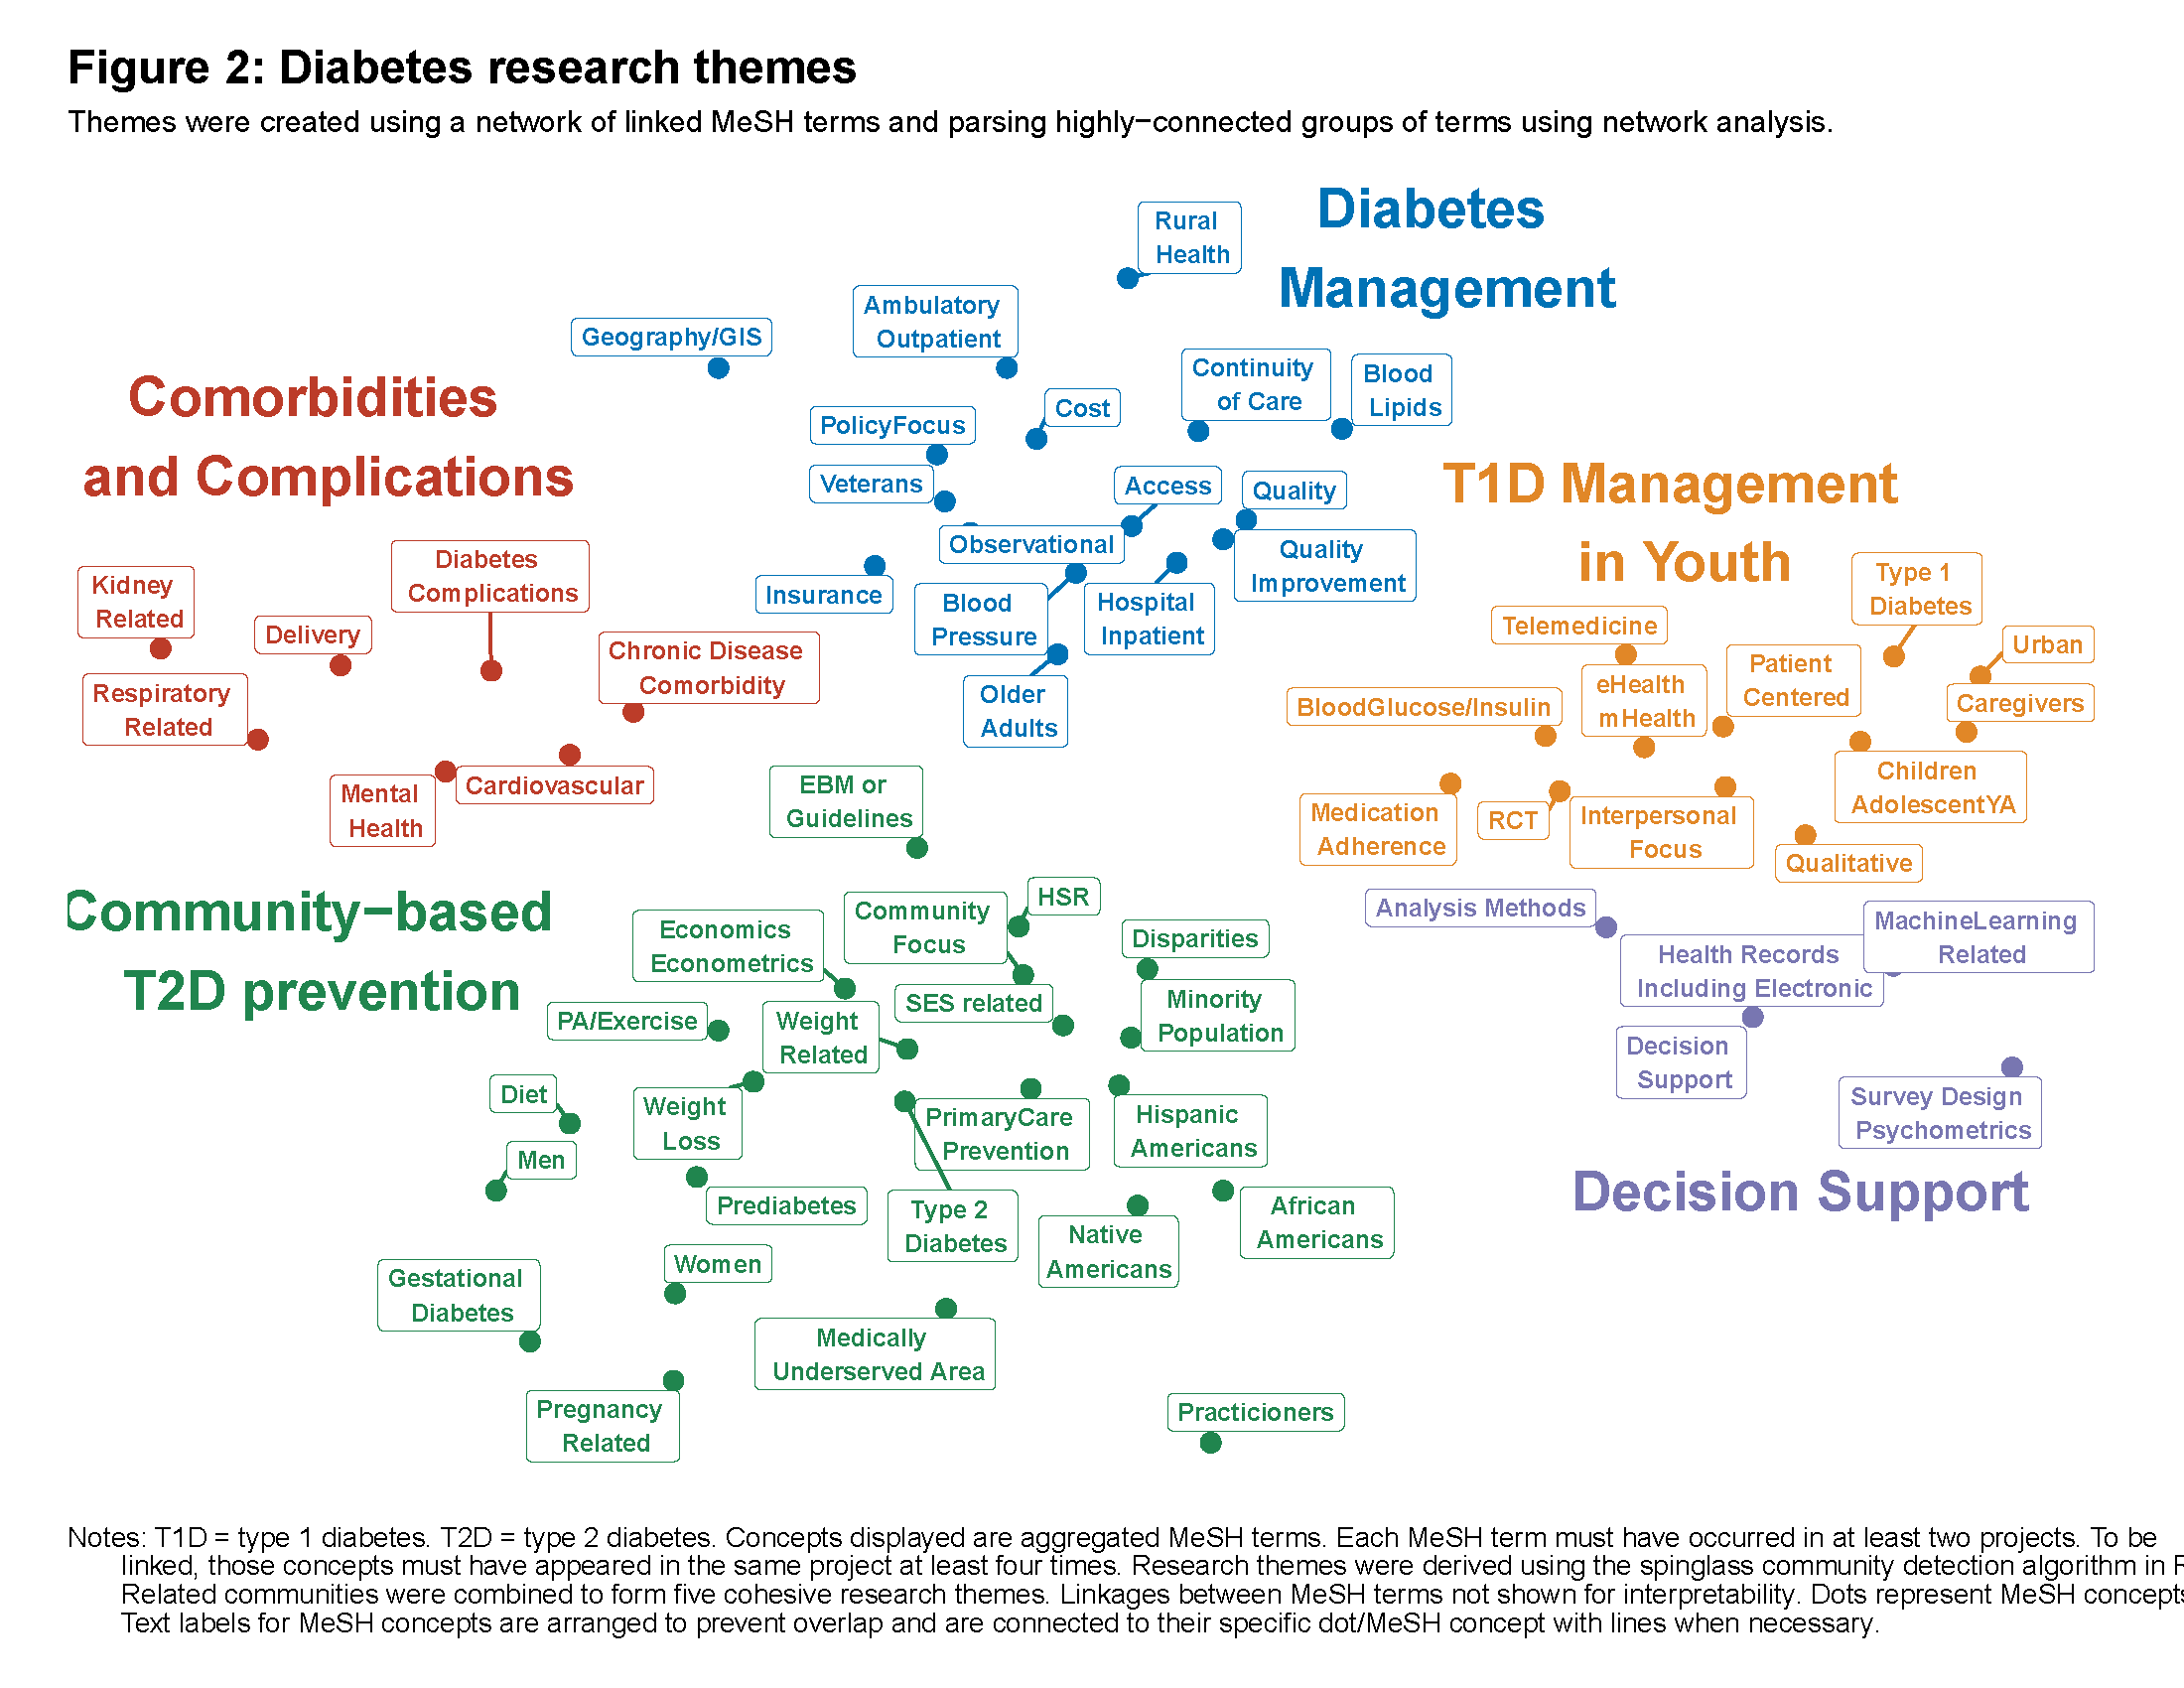 Figure 2: Diabetes research themes
Themes were created using a network of linked MeSH terms and parsing highly−connected groups of terms using network analysis.
Diabetes
Management
Rural
Health
Ambulatory
Outpatient
Geography/GIS
Continuity
of Care
Blood
Lipids
Cost
PolicyFocus
Veterans
Access
Quality
Observational
Quality
Improvement
Insurance
Blood
Pressure
Hospital
Inpatient
Older
Adults
Comorbidities
and Complications
Diabetes
Complications
Kidney
Related
Delivery
Chronic Disease
Comorbidity
Respiratory
Related
Mental
Health
Cardiovascular
T1D Management
in Youth
Type 1
Diabetes
Telemedicine
Urban
Patient
Centered
eHealth
mHealth
BloodGlucose/Insulin
Caregivers
Children
AdolescentYA
Medication
Adherence
RCT
Interpersonal
Focus
Qualitative
Community−based
T2D prevention
EBM or
Guidelines
HSR
Community
Focus
Economics
Econometrics
Disparities
SES related
Minority
Population
PA/Exercise
Weight
Related
Diet
Weight
Loss
PrimaryCare
Prevention
Hispanic
Americans
Men
Prediabetes
Type 2
Diabetes
Native
Americans
African
Americans
Women
Gestational
Diabetes
Medically
Underserved Area
Pregnancy
Related
Practicioners
Analysis Methods
MachineLearning
Related
Health Records
Including Electronic
Decision
Support
Survey Design
Psychometrics
Decision Support
Notes: T1D = type 1 diabetes. T2D = type 2 diabetes. Concepts displayed are aggregated MeSH terms. Each MeSH term must have occurred in at least two projects. To be
linked, those concepts must have appeared in the same project at least four times. Research themes were derived using the spinglass community detection algorithm in
Related communities were combined to form five cohesive research themes. Linkages between MeSH terms not shown for interpretability. Dots represent MeSH concepts
Text labels for MeSH concepts are arranged to prevent overlap and are connected to their specific dot/MeSH concept with lines when necessary.